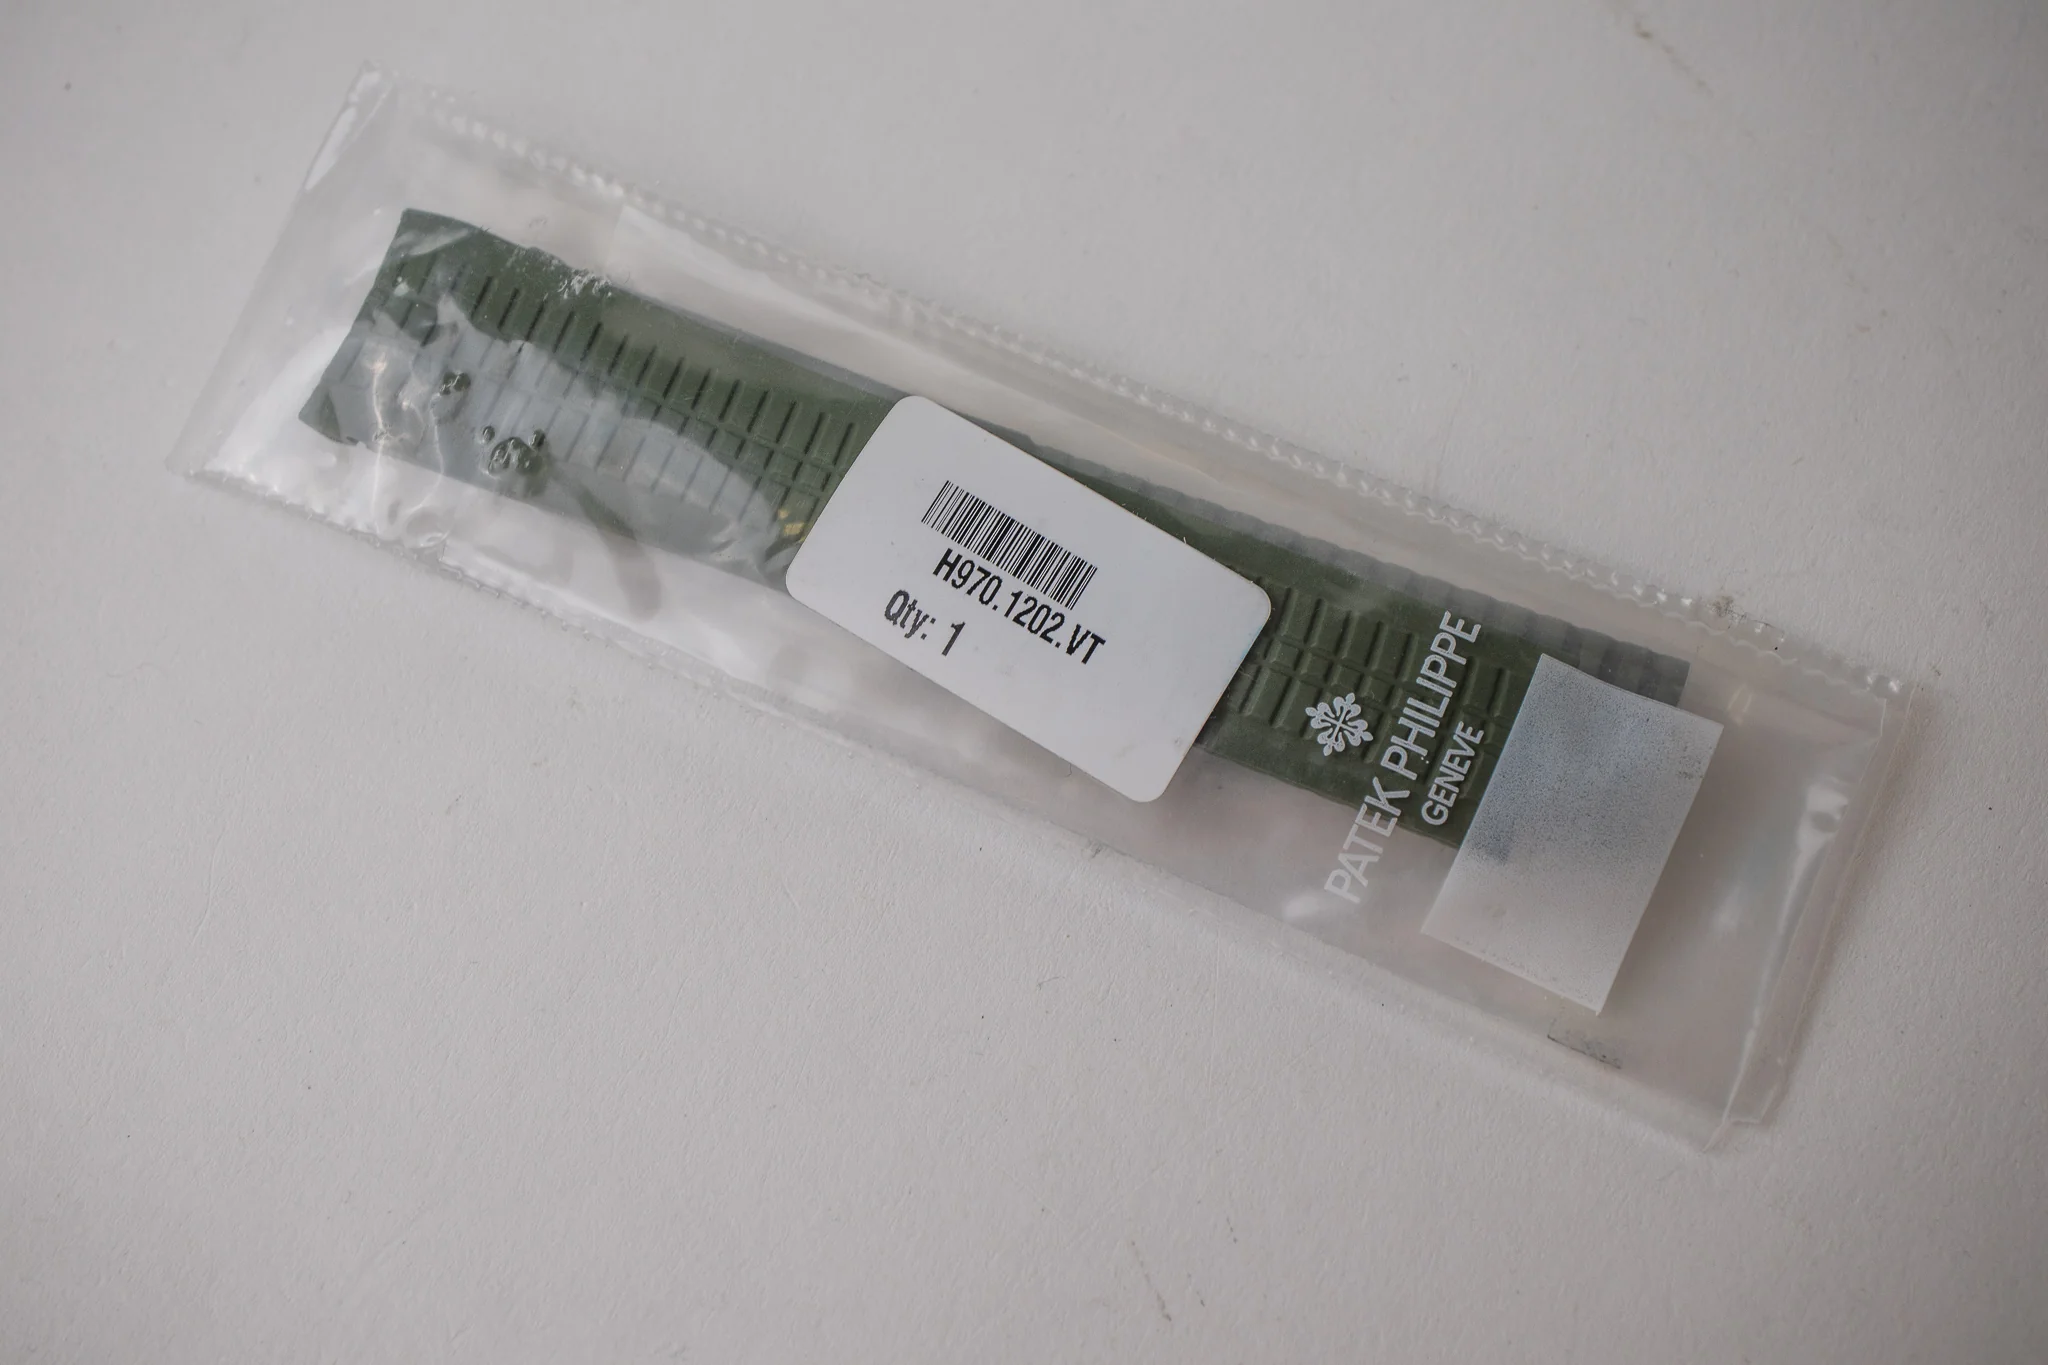 H970.1202.VT
Qty: 1
PATEK PHILIPPE
GENEVE